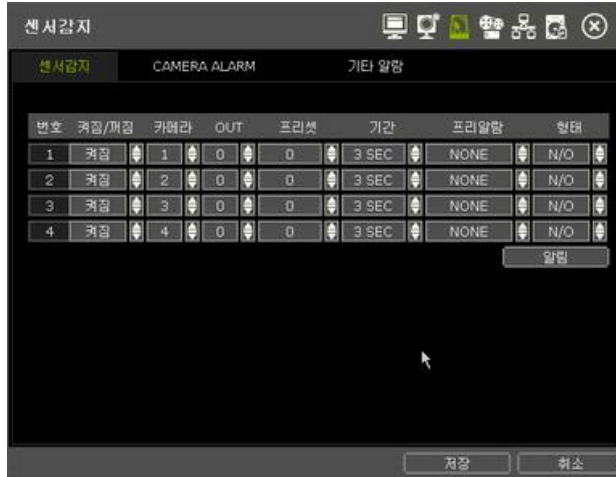 센서감지
센서감지 CAMERA ALARM 기타 알람
번호 켜짐/꺼짐 카메라 OUT 프리셋 기간 프리알람 형태
1 켜짐 1 0 0 3 SEC NONE N/O
2 켜짐 2 0 0 3 SEC NONE N/O
3 켜짐 3 0 0 3 SEC NONE N/O
4 켜짐 4 0 0 3 SEC NONE N/O
알림
저장 취소